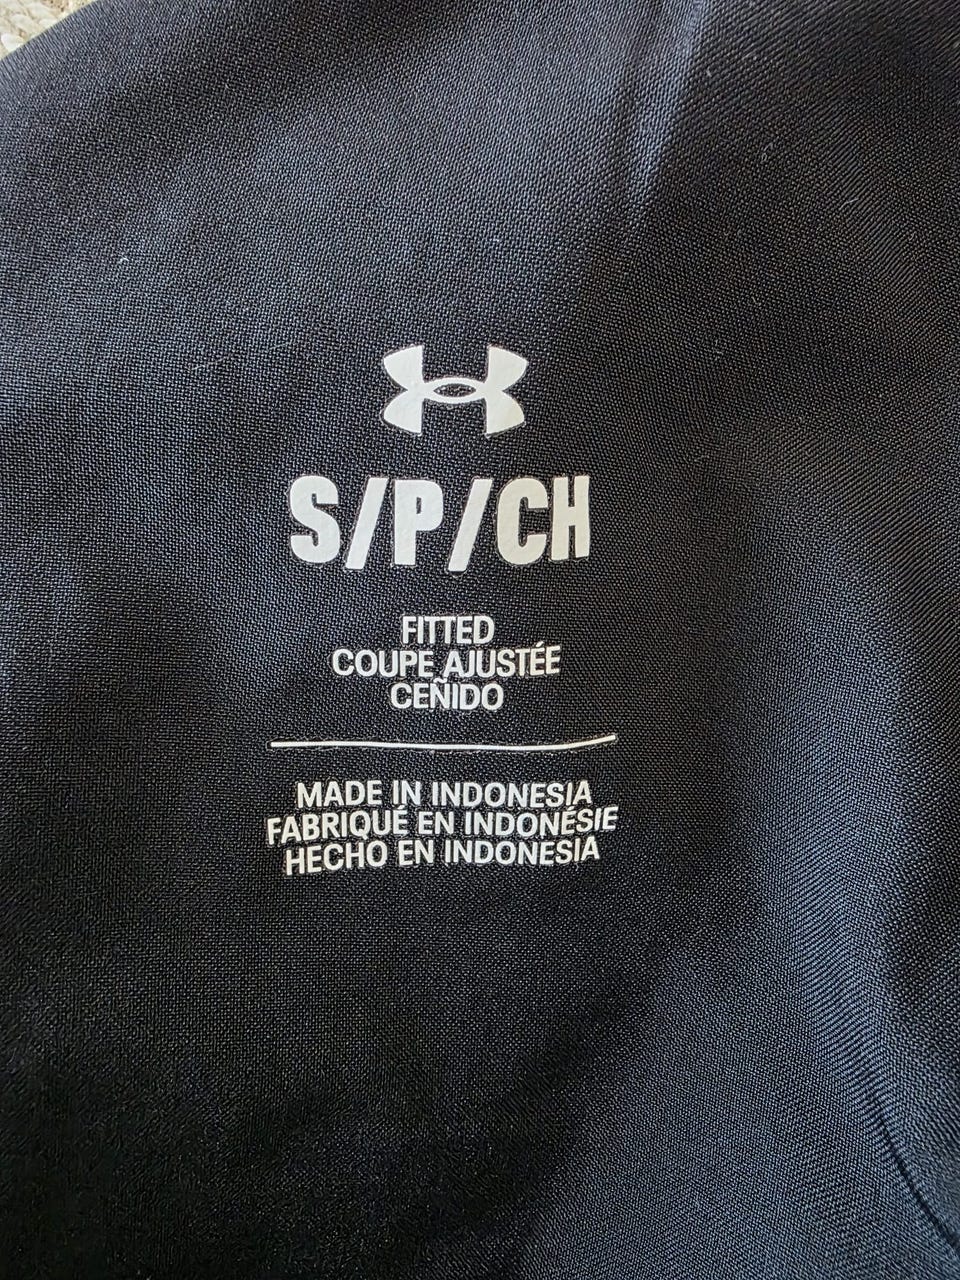 S/P/CH
FITTED
COUPE AJUSTÉE
CEÑIDO
MADE IN INDONESIA
FABRIQUÉ EN INDONÉSIE
HECHO EN INDONESIA